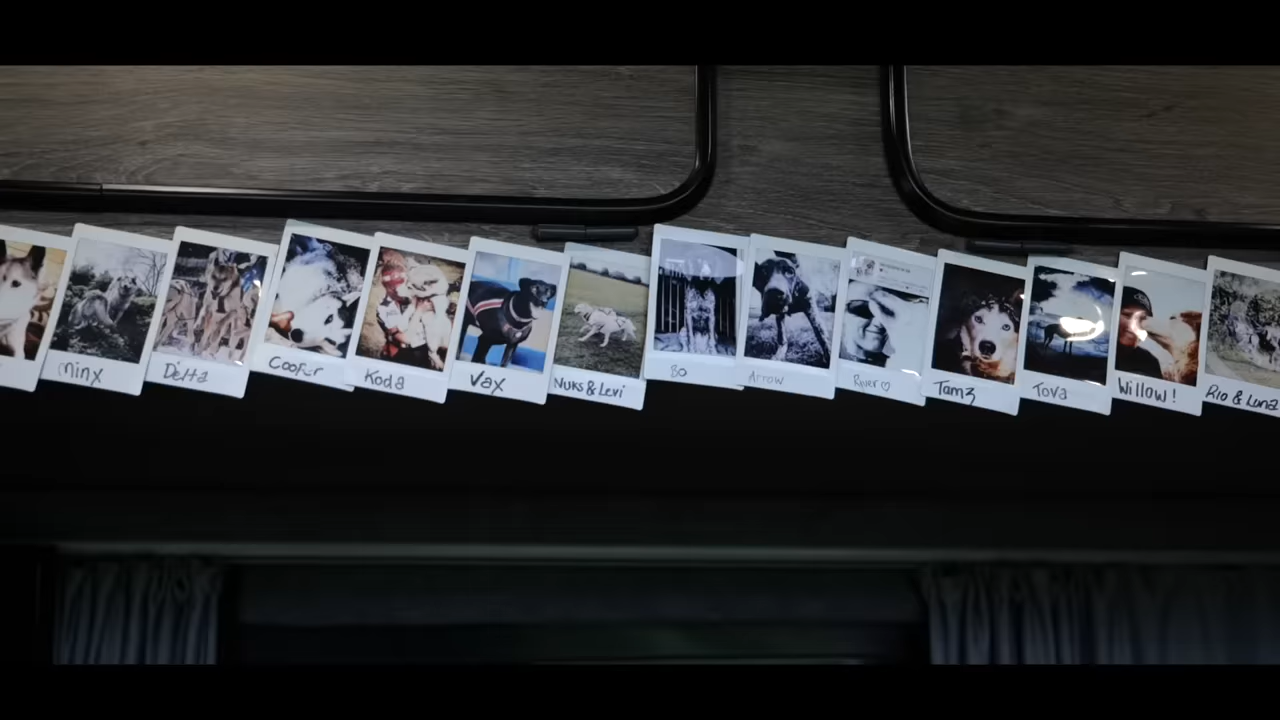 minx
Delta
Cooper
Koda
Vax
Nuks & Levi
Bo
Arrow
River ♡
Tamz
Tova
Willow!
Rio & Luna